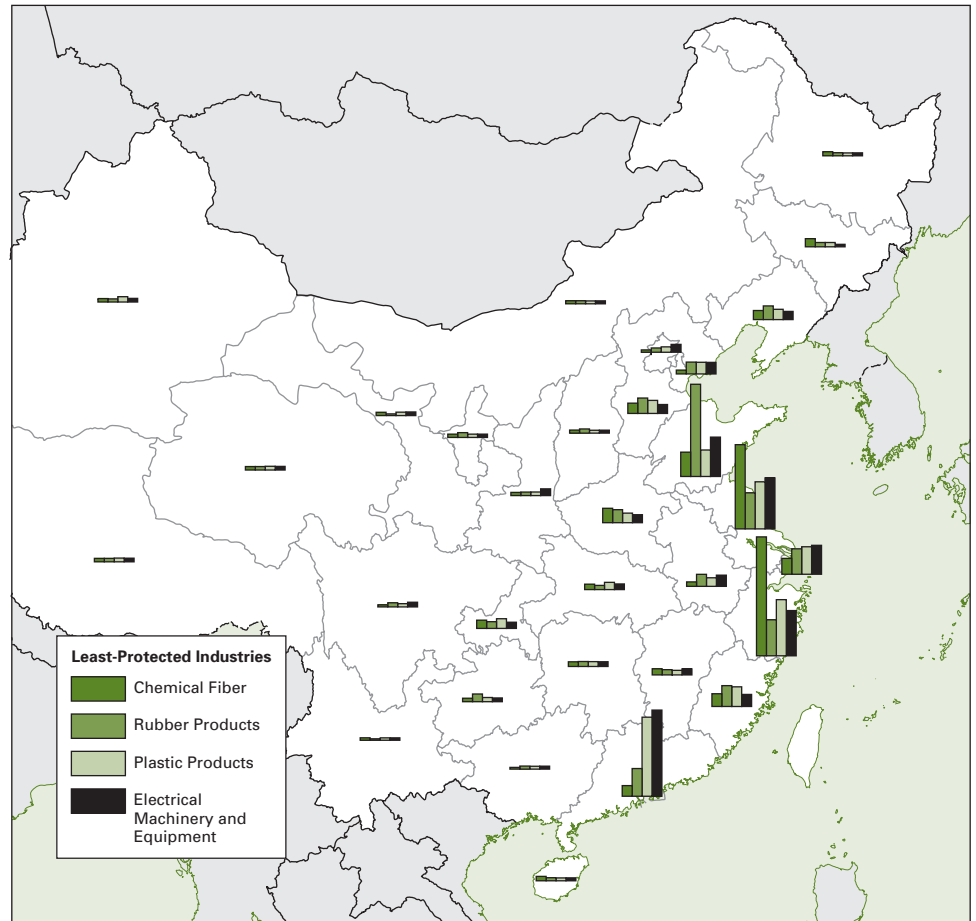 Least-Protected Industries
Chemical Fiber
Rubber Products
Plastic Products
Electrical
Machinery and
Equipment